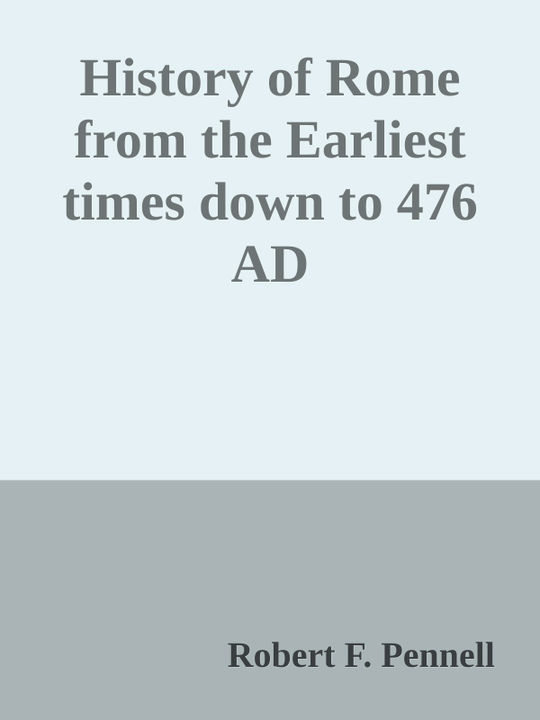 History of Rome
from the Earliest
times down to 476
AD
Robert F. Pennell